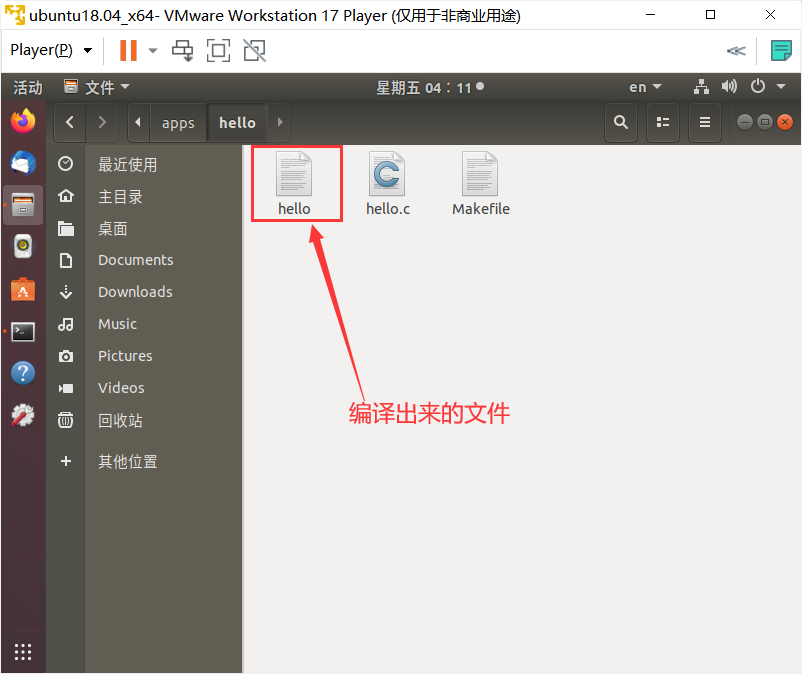 ubuntu18.04_x64- VMware Workstation 17 Player (仅用于非商业用途)
Player(P)
活动 文件 星期五 04：11 en
apps hello
最近使用
主目录
桌面
Documents
Downloads
Music
Pictures
Videos
回收站
其他位置
hello hello.c Makefile
编译出来的文件